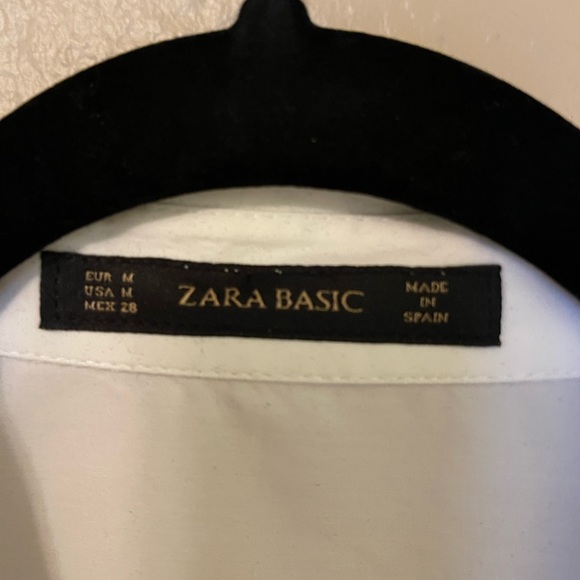 EUR M
USA M
MEX 28
ZARA BASIC
MADE
IN
SPAIN